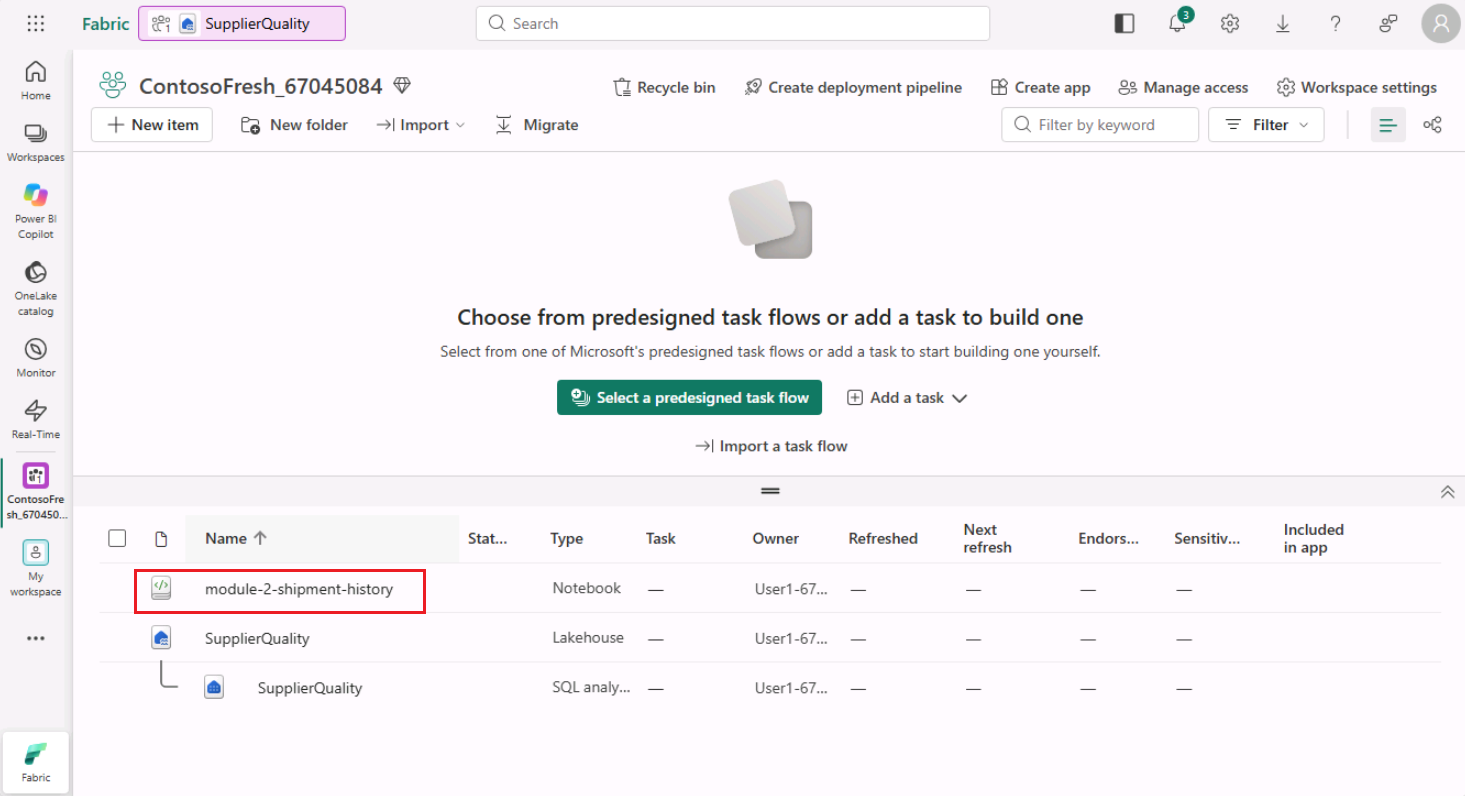 Fabric
SupplierQuality
Search
3
Home
Workspaces
Power BI
Copilot
OneLake
catalog
Monitor
Real-Time
ContosoFre
sh_670450...
My
workspace
Fabric
ContosoFresh_67045084
Recycle bin
Create deployment pipeline
Create app
Manage access
Workspace settings
New item
New folder
Import
Migrate
Filter by keyword
Filter
Choose from predesigned task flows or add a task to build one
Select from one of Microsoft's predesigned task flows or add a task to start building one yourself.
Select a predesigned task flow
Add a task
Import a task flow
Name Stat... Type Task Owner Refreshed Next refresh Endors... Sensitiv... Included in app
module-2-shipment-history Notebook — User1-67... — — — —
SupplierQuality Lakehouse — User1-67... — — — —
SupplierQuality SQL analy... — User1-67... — — — —